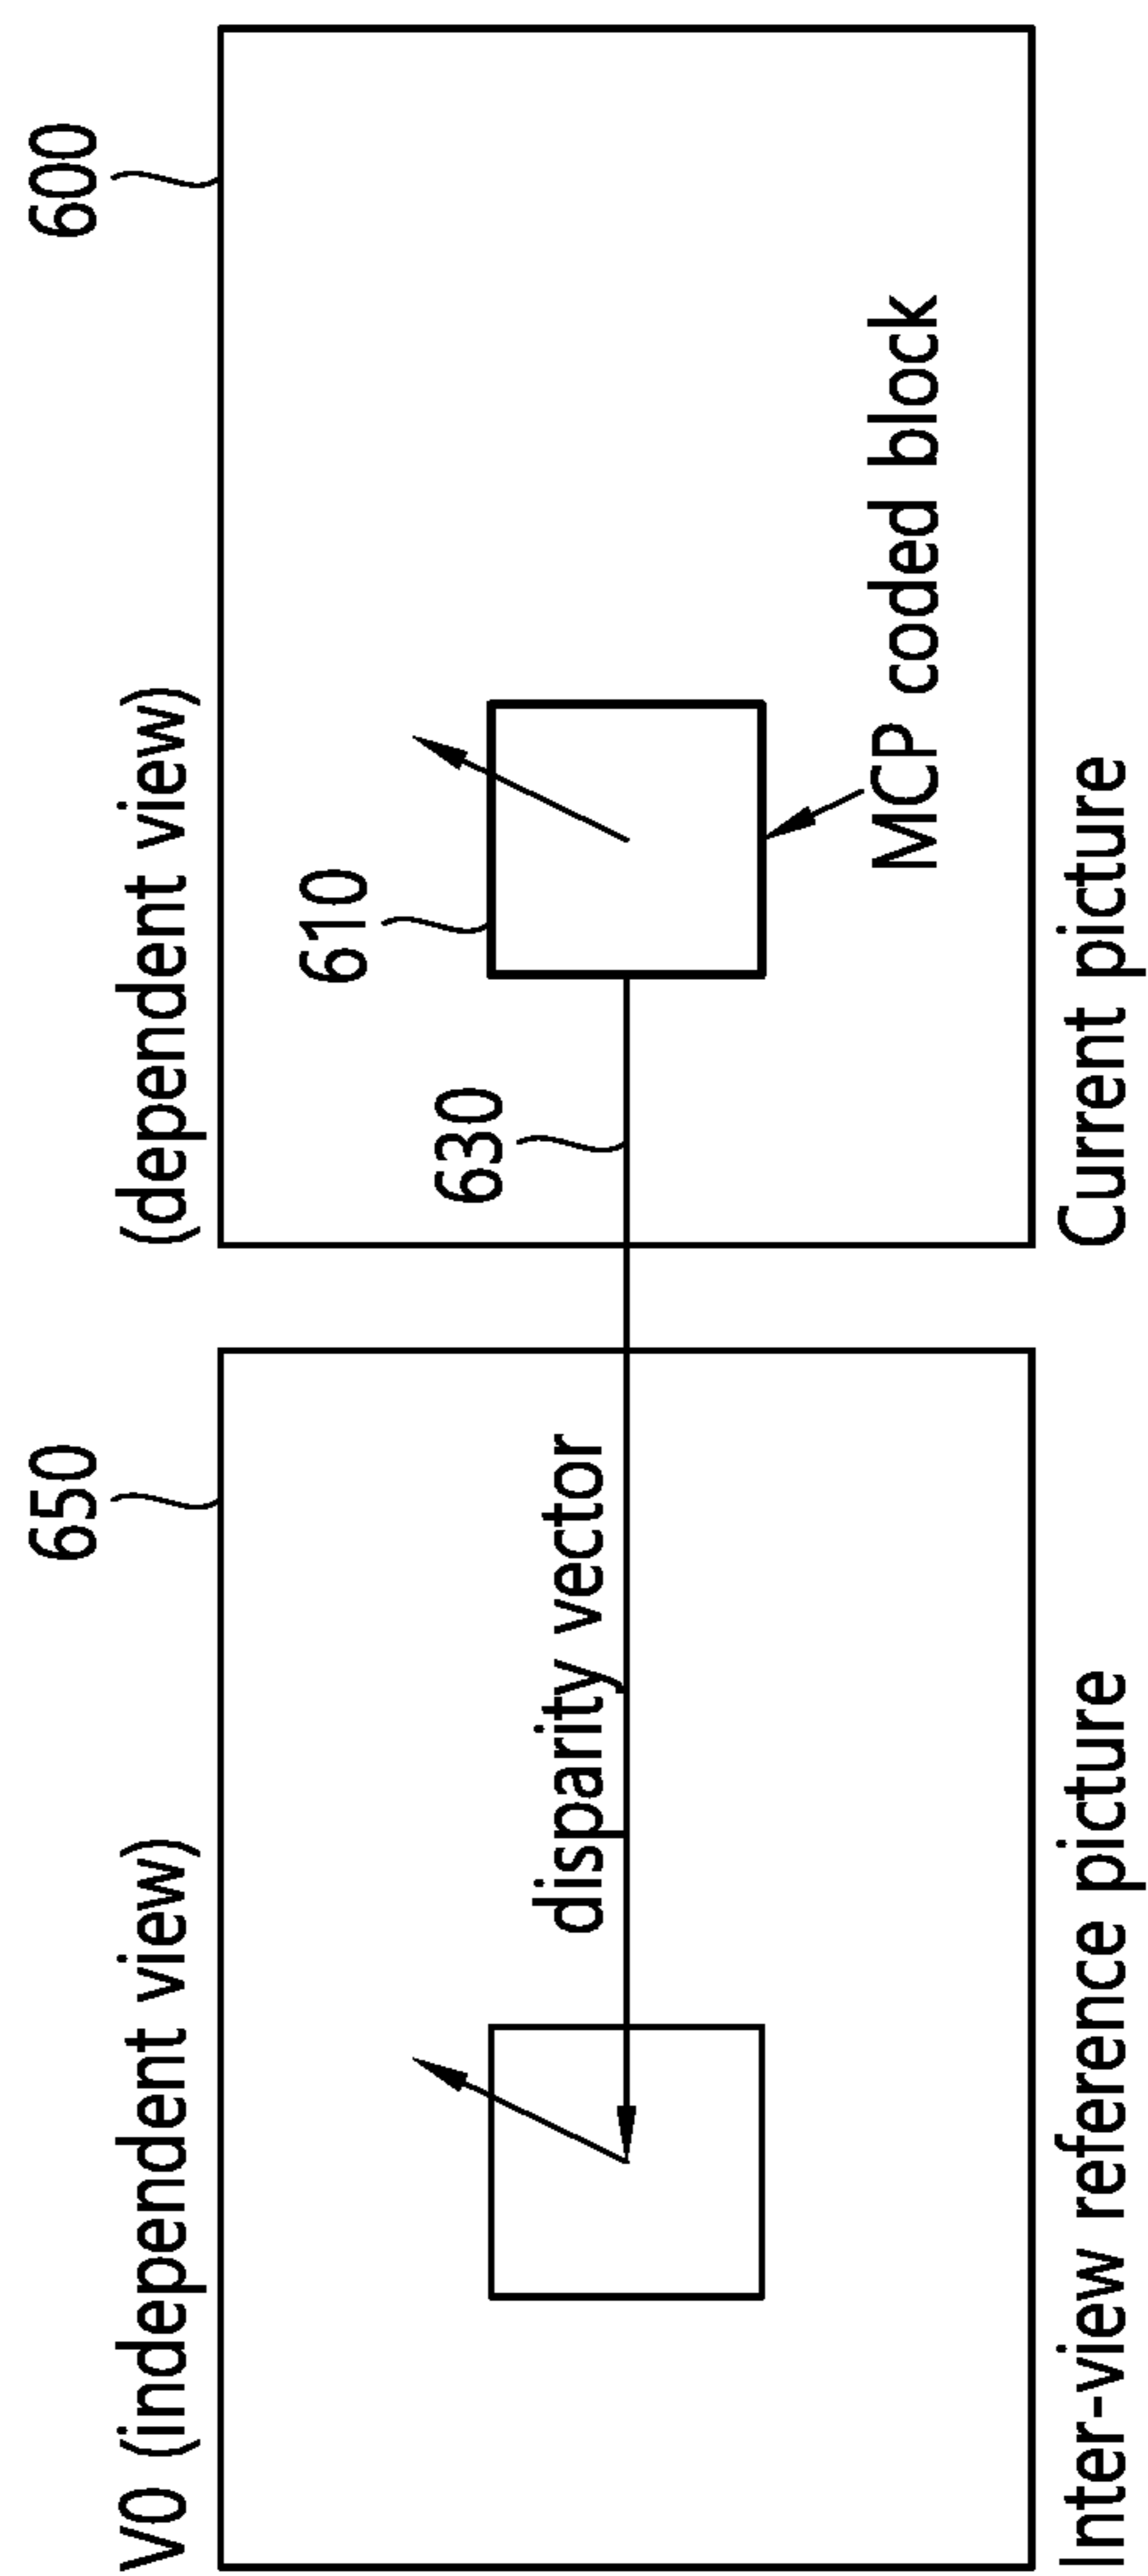 650
600
V0 (independent view)
(dependent view)
610
630
disparity vector
MCP coded block
Inter-view reference picture
Current picture